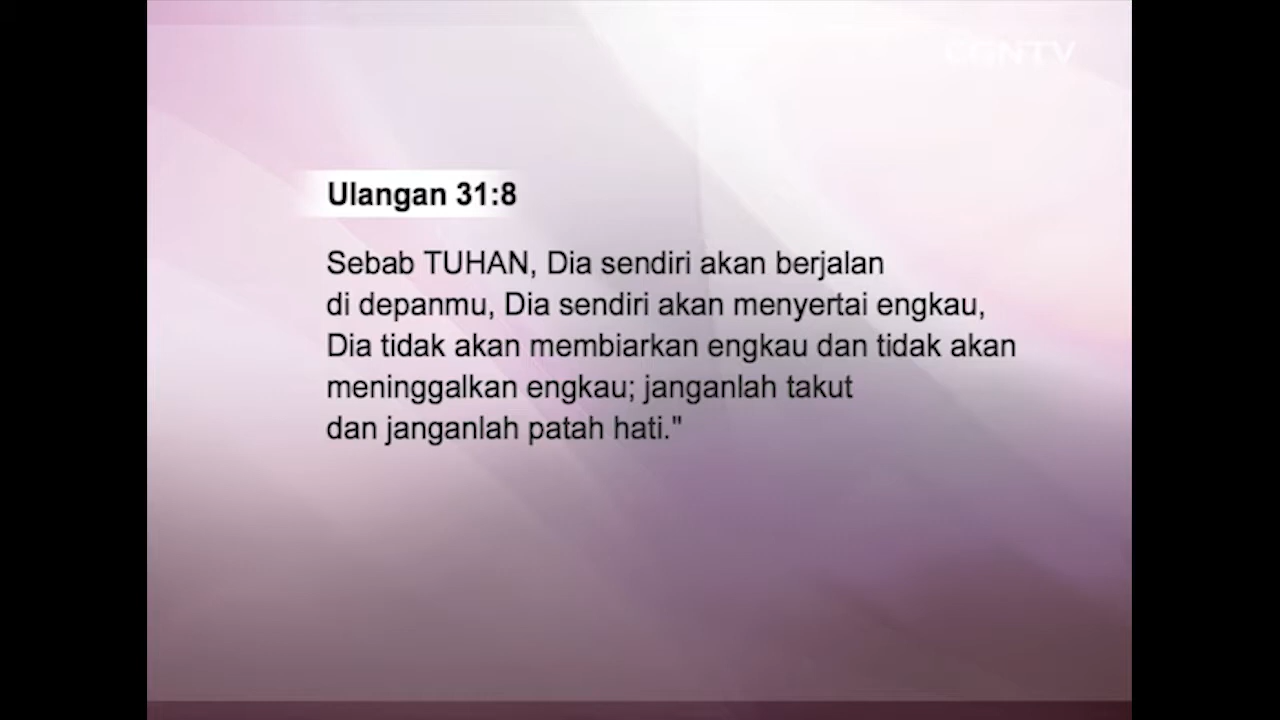 CGNTV
Ulangan 31:8
Sebab TUHAN, Dia sendiri akan berjalan
di depanmu, Dia sendiri akan menyertai engkau,
Dia tidak akan membiarkan engkau dan tidak akan
meninggalkan engkau; janganlah takut
dan janganlah patah hati."